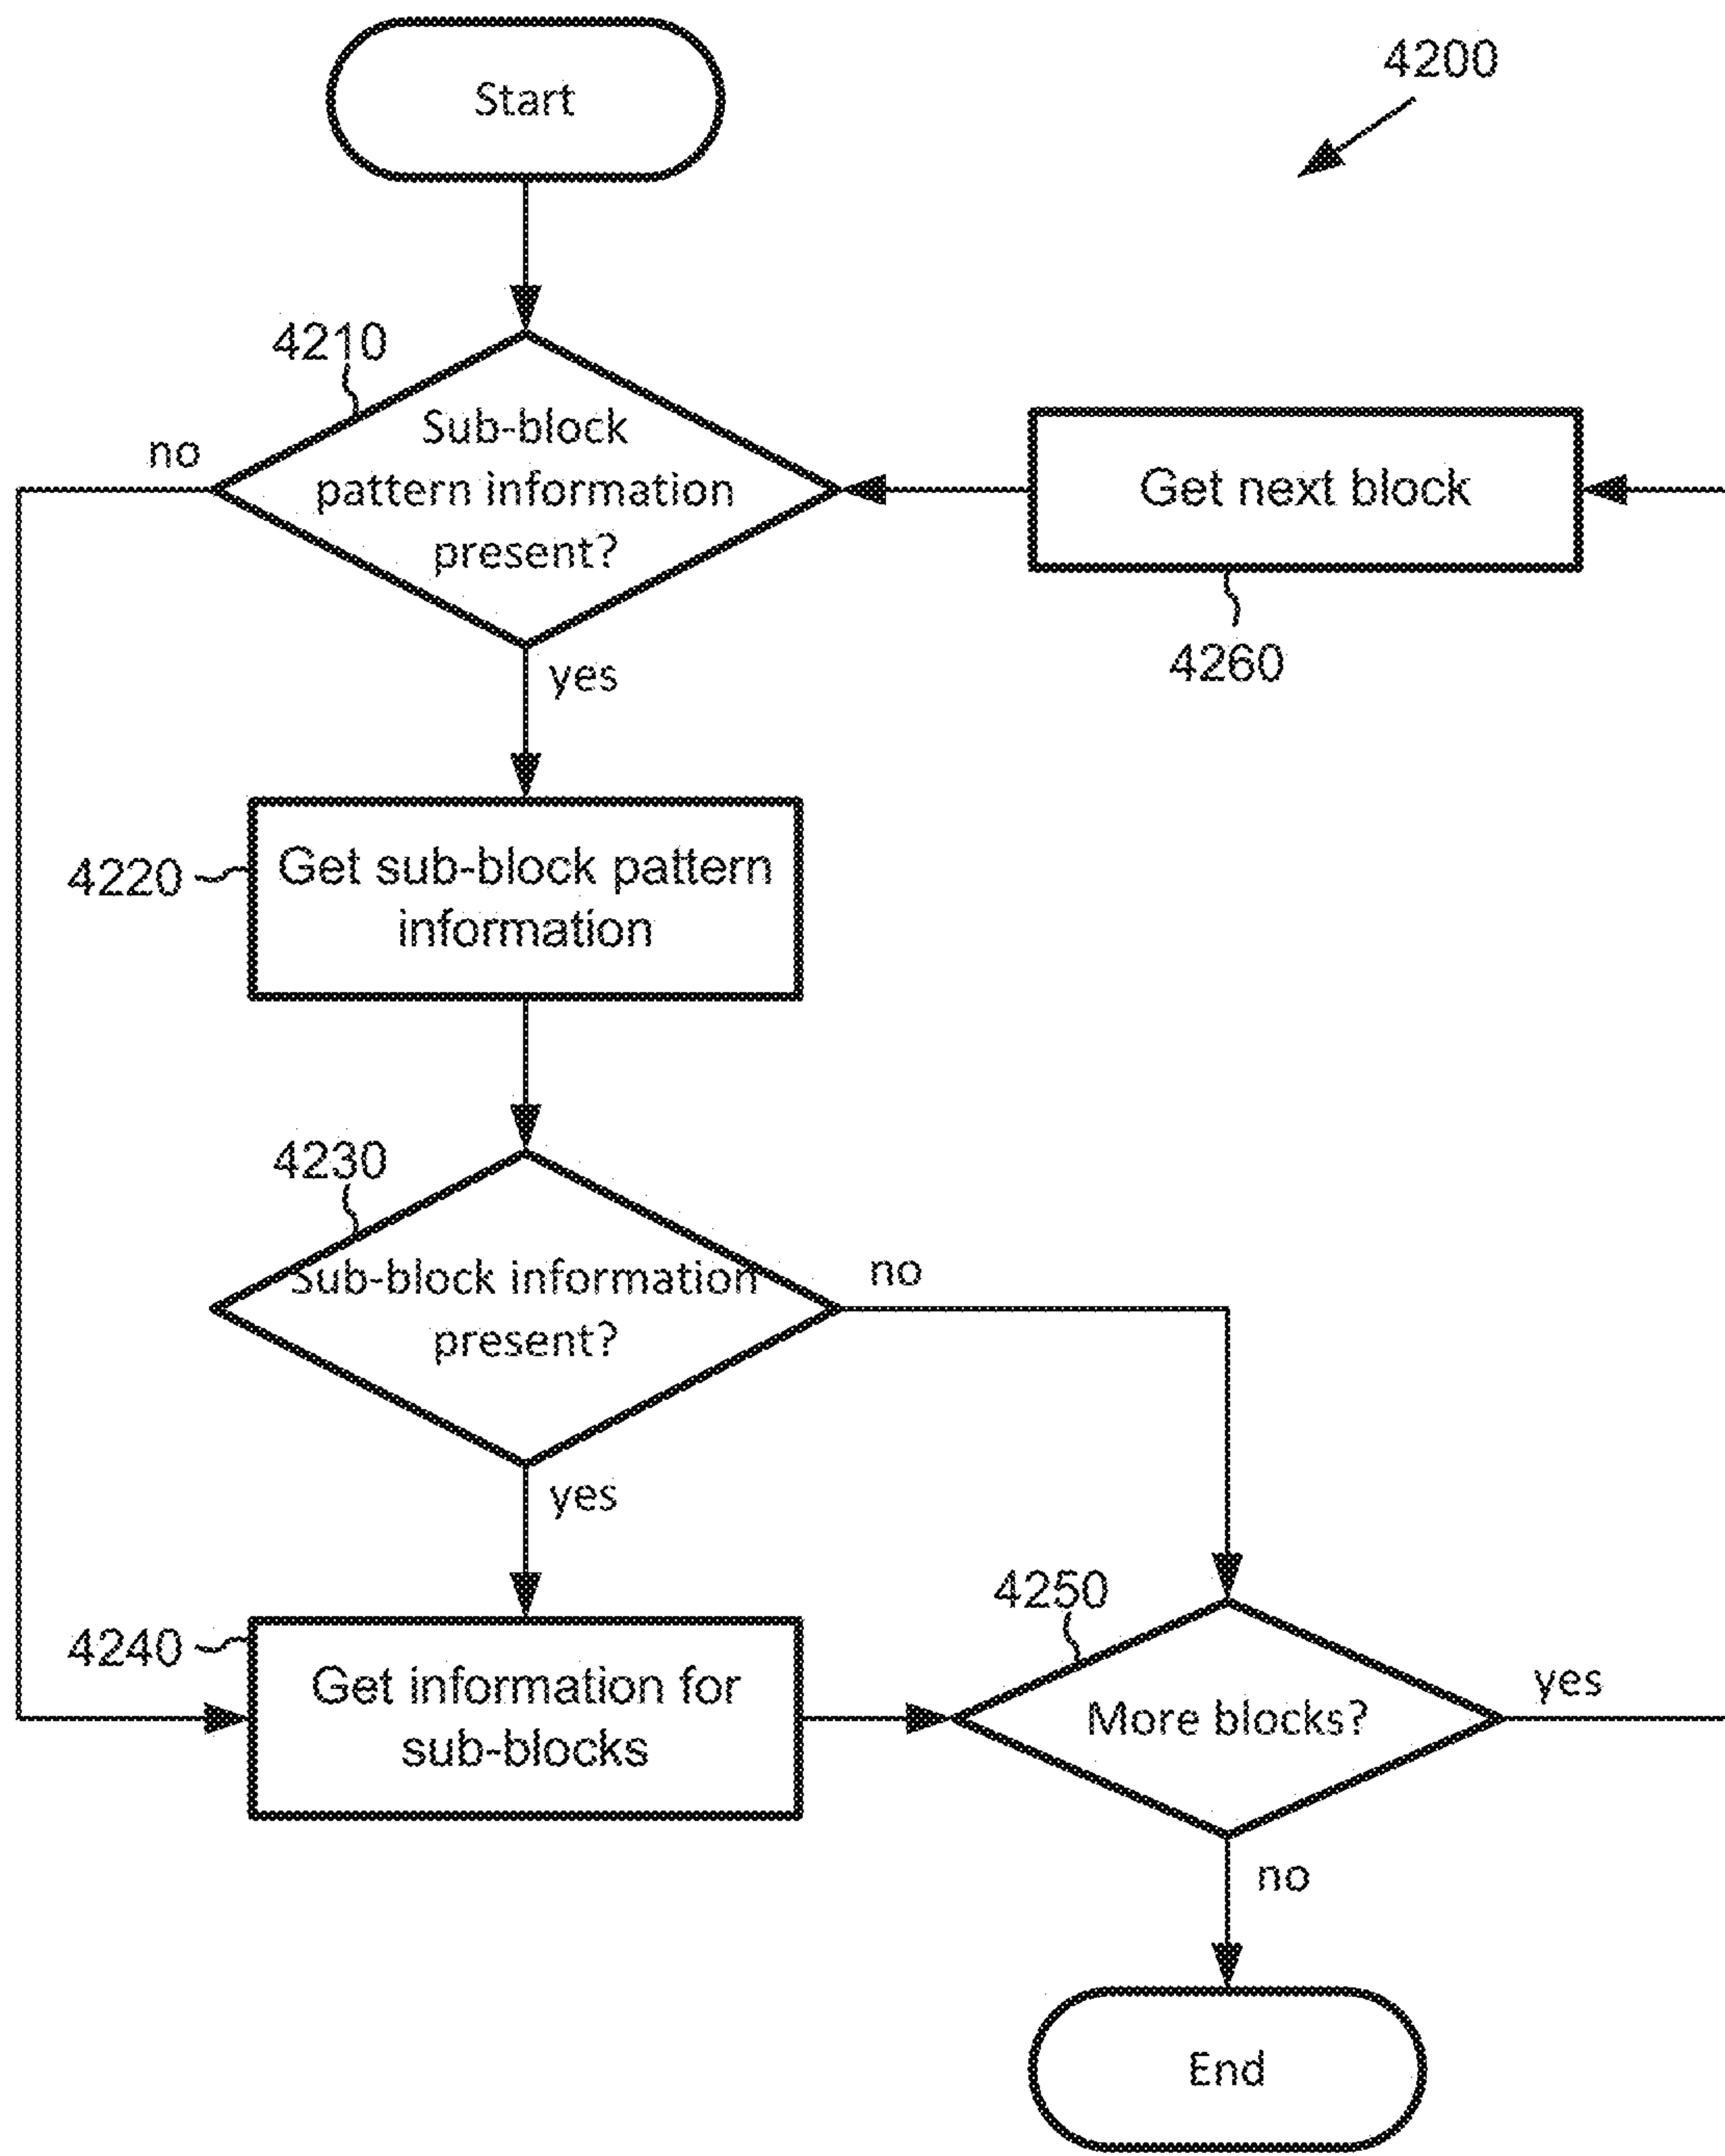 Start
4200
4210
Sub-block
pattern information
present?
no
yes
Get next block
4260
4220
Get sub-block pattern
information
4230
Sub-block information
present?
no
yes
4240
Get information for
sub-blocks
4250
More blocks?
yes
no
End